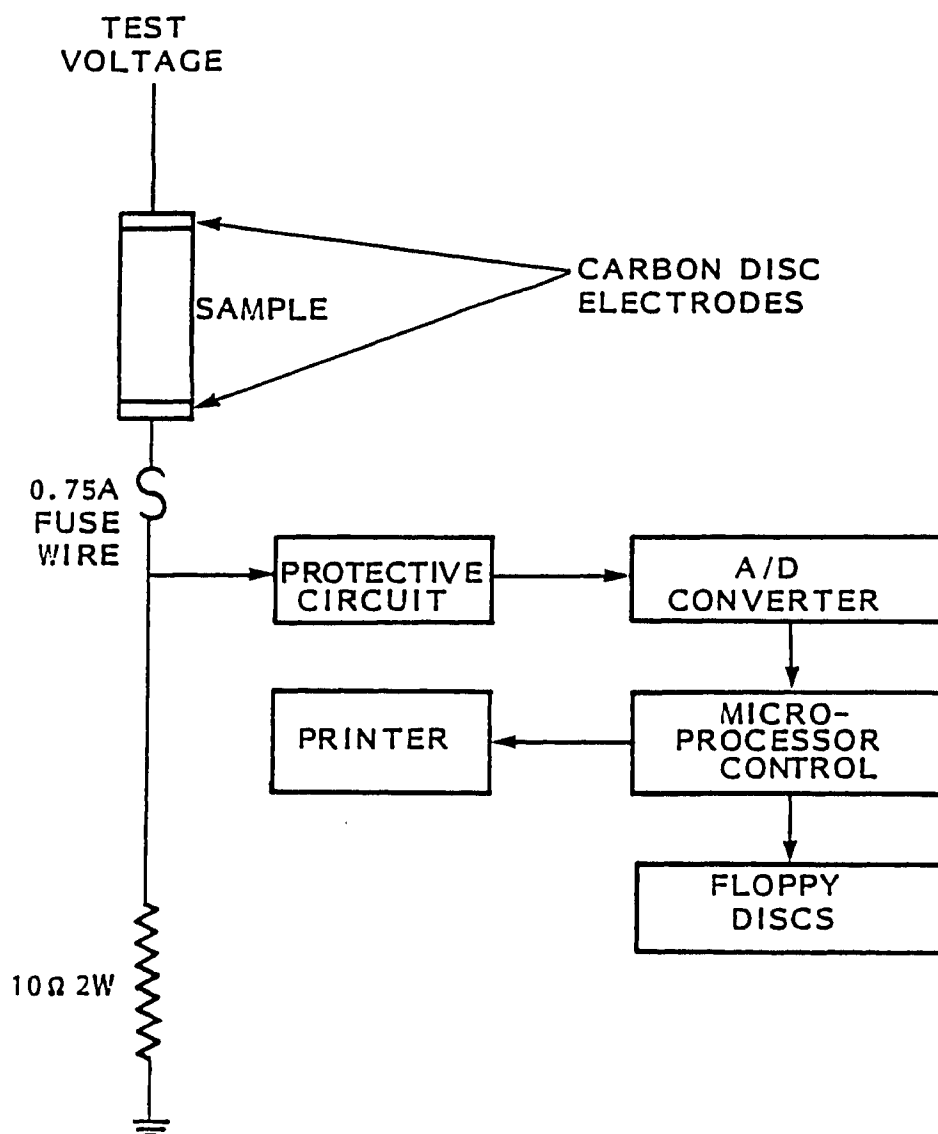 TEST
VOLTAGE
CARBON DISC
ELECTRODES
SAMPLE
0.75A
FUSE
WIRE
PROTECTIVE
CIRCUIT
A/D
CONVERTER
PRINTER
MICRO-
PROCESSOR
CONTROL
FLOPPY
DISCS
10Ω 2W